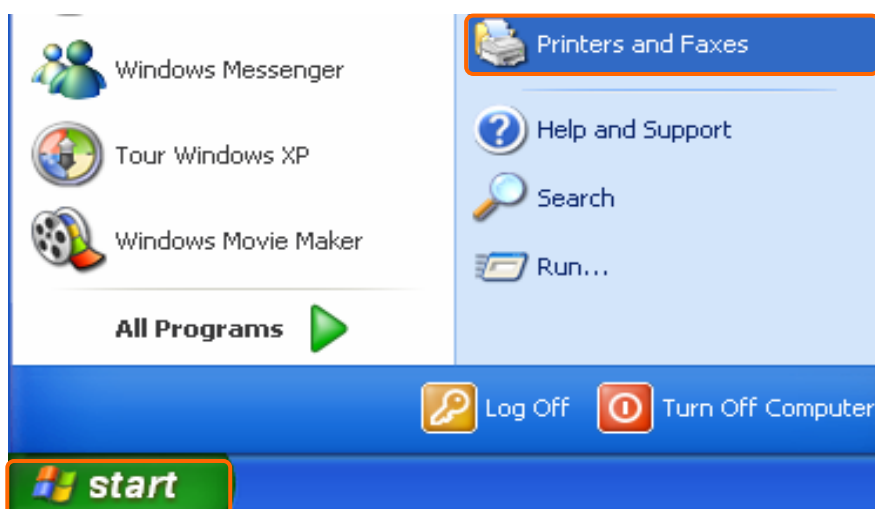 Windows Messenger
Tour Windows XP
Windows Movie Maker
All Programs
Printers and Faxes
Help and Support
Search
Run...
Log Off
Turn Off Computer
start